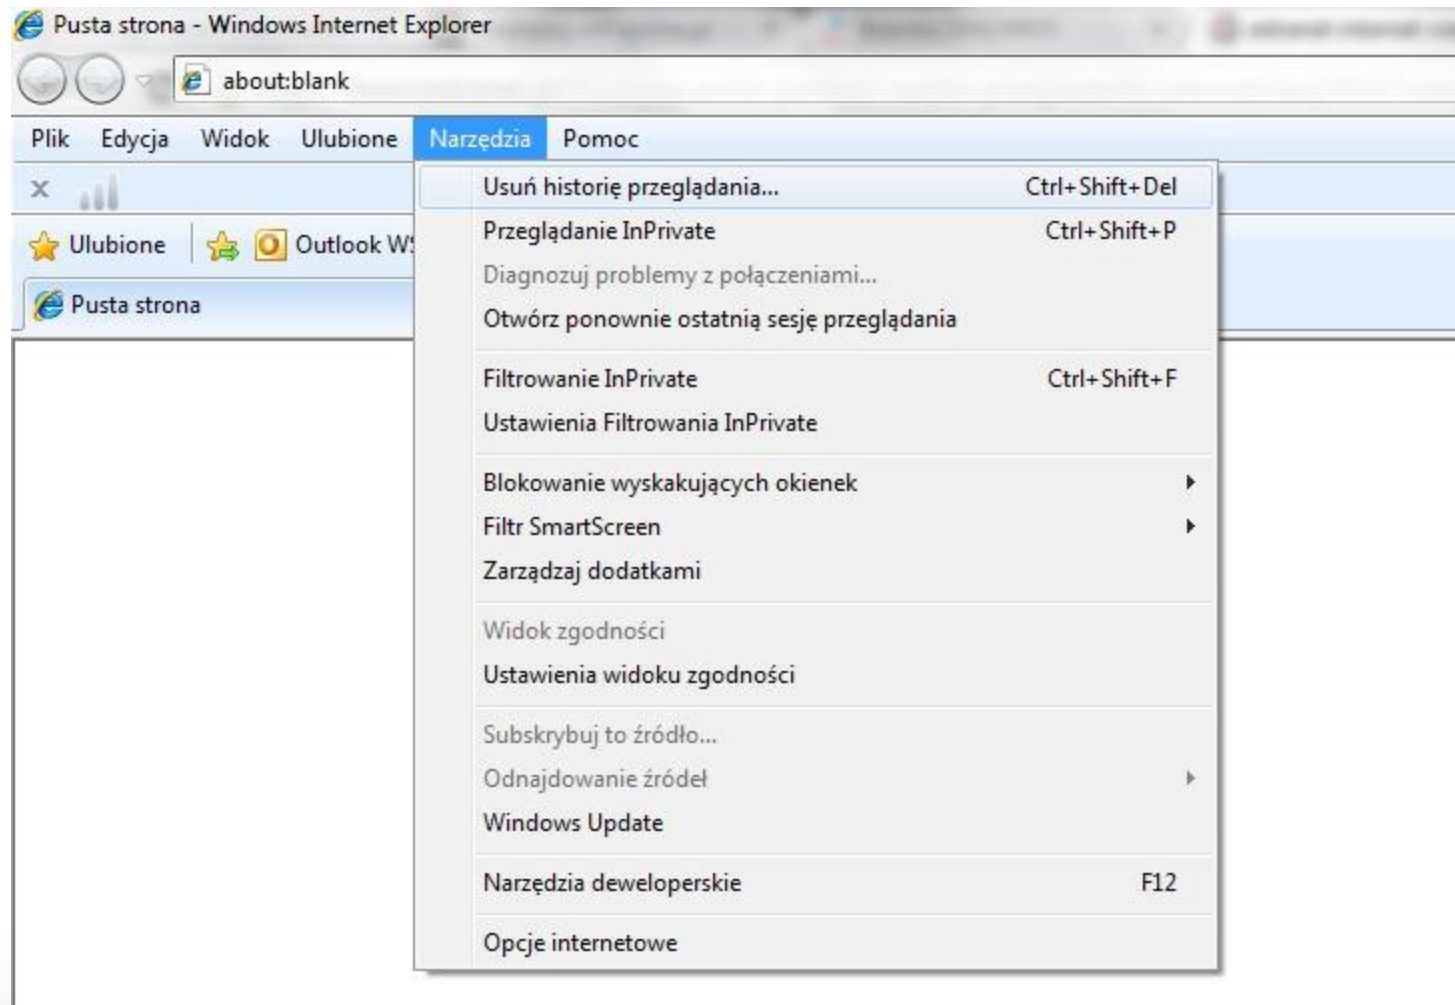 Pusta strona - Windows Internet Explorer
about:blank
Plik Edycja Widok Ulubione Narzędzia Pomoc
x
Ulubione Outlook
Pusta strona
Usuń historię przeglądania... Ctrl+Shift+Del
Przeglądanie InPrivate Ctrl+Shift+P
Diagnozuj problemy z połączeniami...
Otwórz ponownie ostatnią sesję przeglądania
Filtrowanie InPrivate Ctrl+Shift+F
Ustawienia Filtrowania InPrivate
Blokowanie wyskakujących okienek
Filtr SmartScreen
Zarządzaj dodatkami
Widok zgodności
Ustawienia widoku zgodności
Subskrybuj to źródło...
Odnajdowanie źródeł
Windows Update
Narzędzia deweloperskie F12
Opcje internetowe